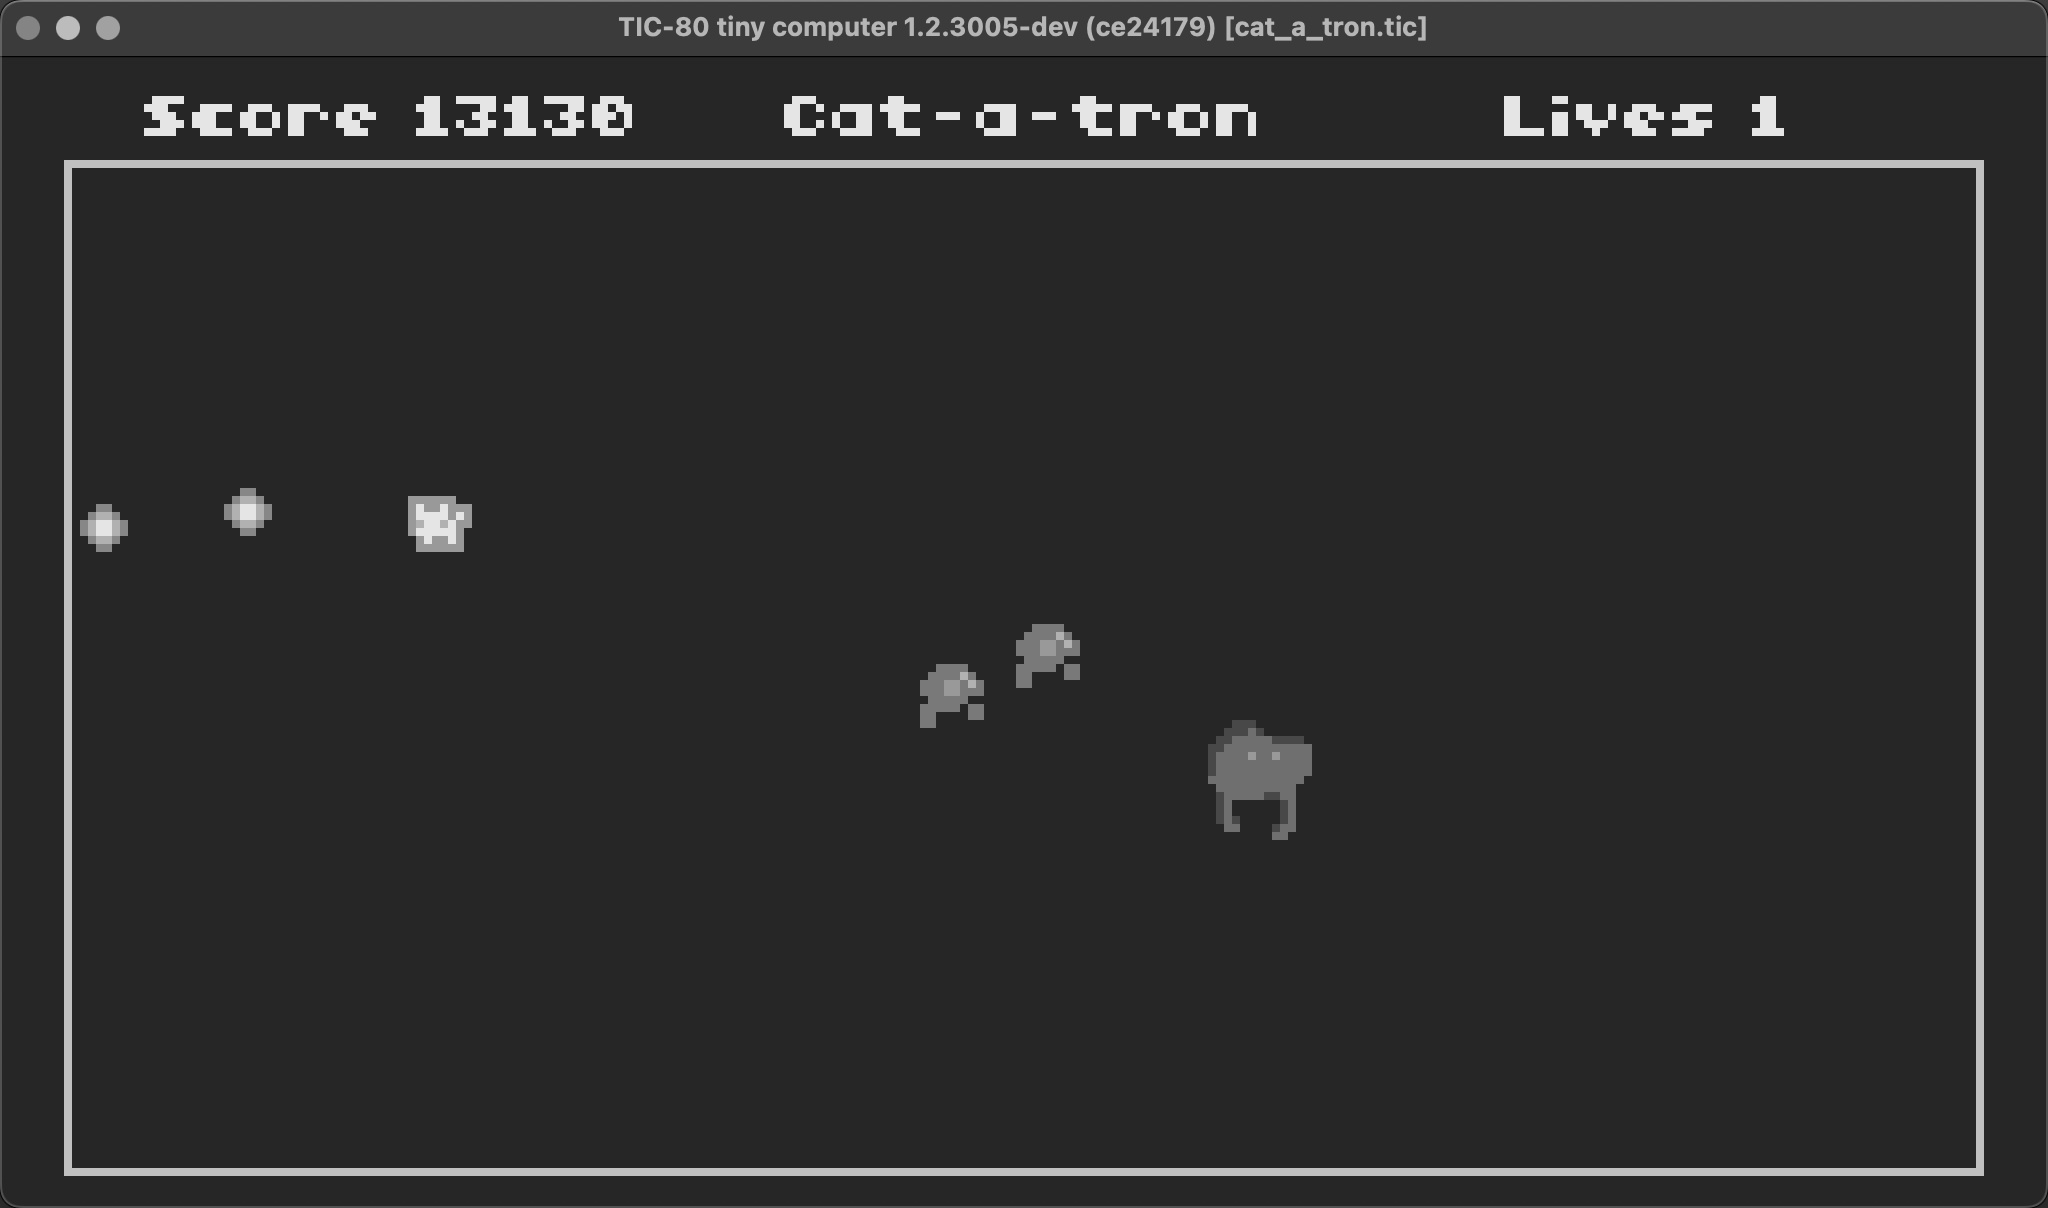 TIC-80 tiny computer 1.2.3005-dev (ce24179) [cat_a_tron.tic]
Score 13130 Cat-a-tron Lives 1